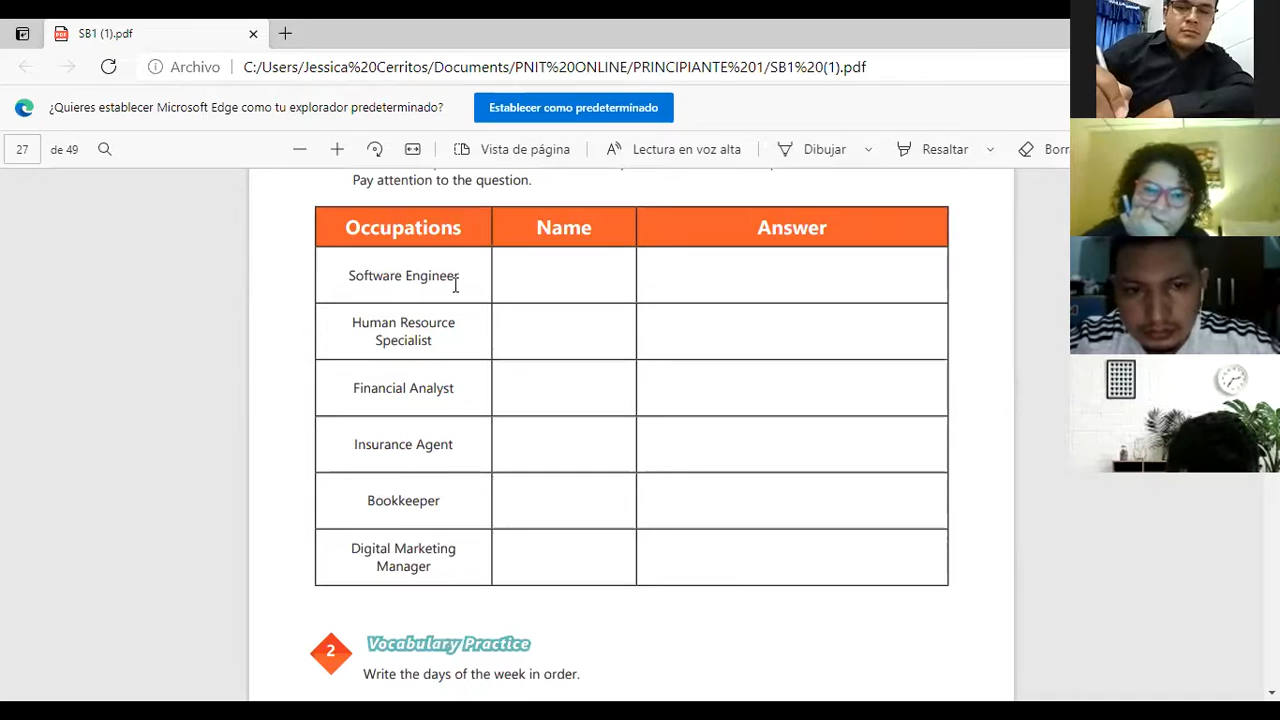 SB1 (1).pdf
Archivo C:/Users/Jessica%20Cerritos/Documents/PNIT%20ONLINE/PRINCIPIANTE%201/SB1%20(1).pdf
¿Quieres establecer Microsoft Edge como tu explorador predeterminado? Establecer como predeterminado
27 de 49 Vista de página Lectura en voz alta Dibujar Resaltar Borr
Pay attention to the question.
Occupations Name Answer
Software Engineer
Human Resource
Specialist
Financial Analyst
Insurance Agent
Bookkeeper
Digital Marketing
Manager
2 Vocabulary Practice
Write the days of the week in order.